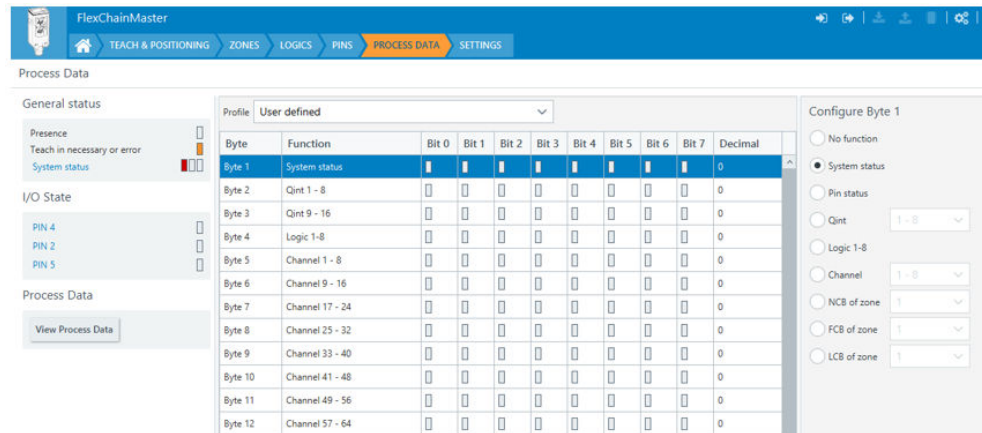 FlexChainMaster
TEACH & POSITIONING ZONES LOGICS PINS PROCESS DATA SETTINGS
Process Data
General status
Presence
Teach in necessary or error
System status
I/O State
PIN 4
PIN 2
PIN 5
Process Data
View Process Data
Profile User defined
Byte Function Bit 0 Bit 1 Bit 2 Bit 3 Bit 4 Bit 5 Bit 6 Bit 7 Decimal
Byte 1 System status 0
Byte 2 Qint 1 - 8 0
Byte 3 Qint 9 - 16 0
Byte 4 Logic 1-8 0
Byte 5 Channel 1 - 8 0
Byte 6 Channel 9 - 16 0
Byte 7 Channel 17 - 24 0
Byte 8 Channel 25 - 32 0
Byte 9 Channel 33 - 40 0
Byte 10 Channel 41 - 48 0
Byte 11 Channel 49 - 56 0
Byte 12 Channel 57 - 64 0
Configure Byte 1
No function
System status
Pin status
Qint 1 - 8
Logic 1-8
Channel 1 - 8
NCB of zone 1
FCB of zone 1
LCB of zone 1